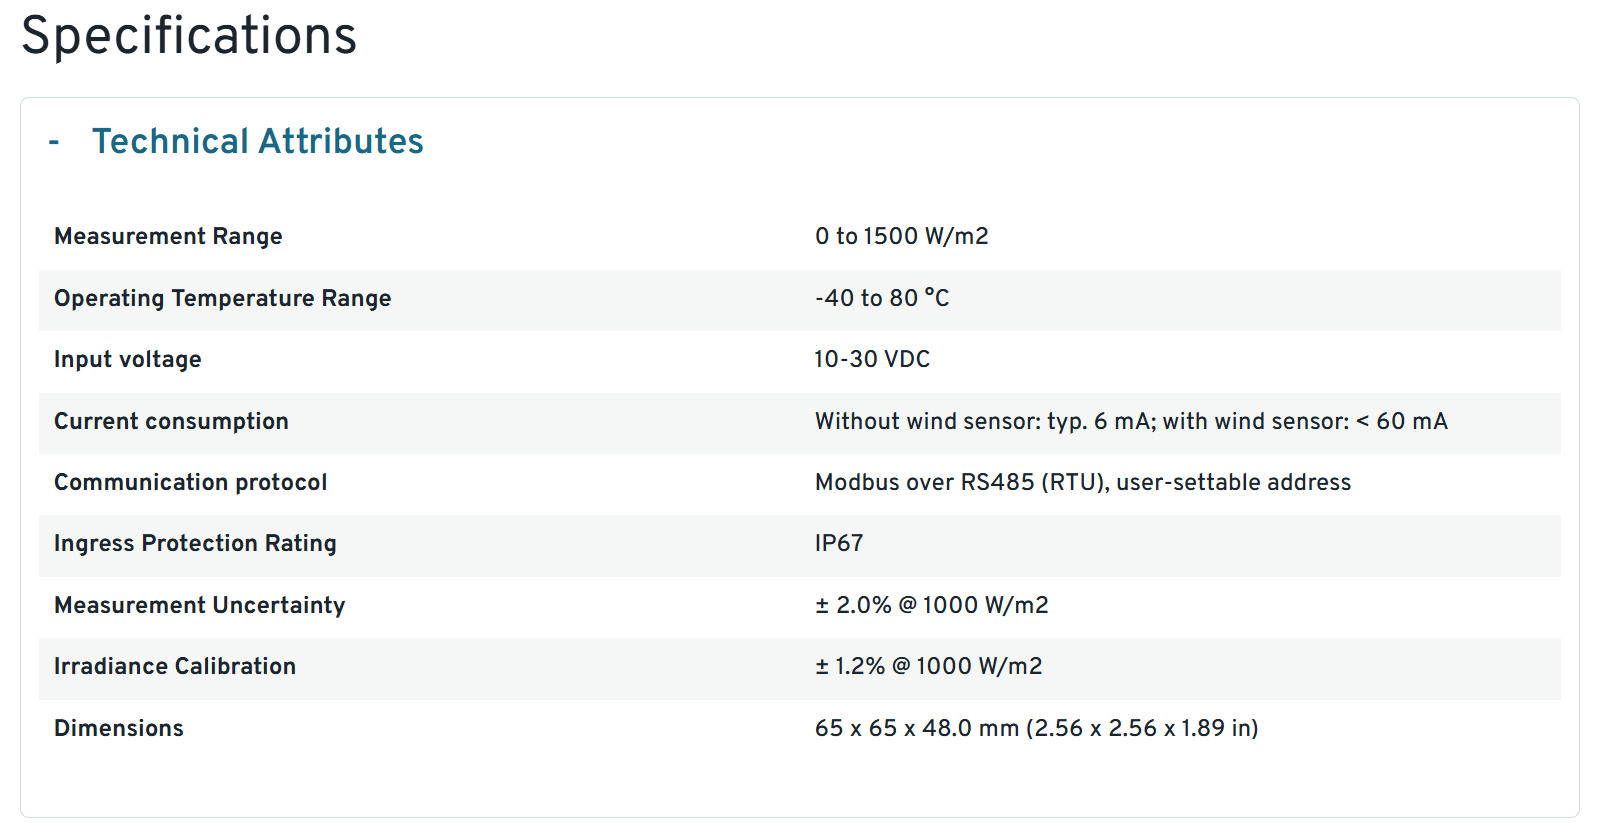 Specifications
- Technical Attributes
Measurement Range 0 to 1500 W/m2
Operating Temperature Range -40 to 80 °C
Input voltage 10-30 VDC
Current consumption Without wind sensor: typ. 6 mA; with wind sensor: < 60 mA
Communication protocol Modbus over RS485 (RTU), user-settable address
Ingress Protection Rating IP67
Measurement Uncertainty ± 2.0% @ 1000 W/m2
Irradiance Calibration ± 1.2% @ 1000 W/m2
Dimensions 65 x 65 x 48.0 mm (2.56 x 2.56 x 1.89 in)